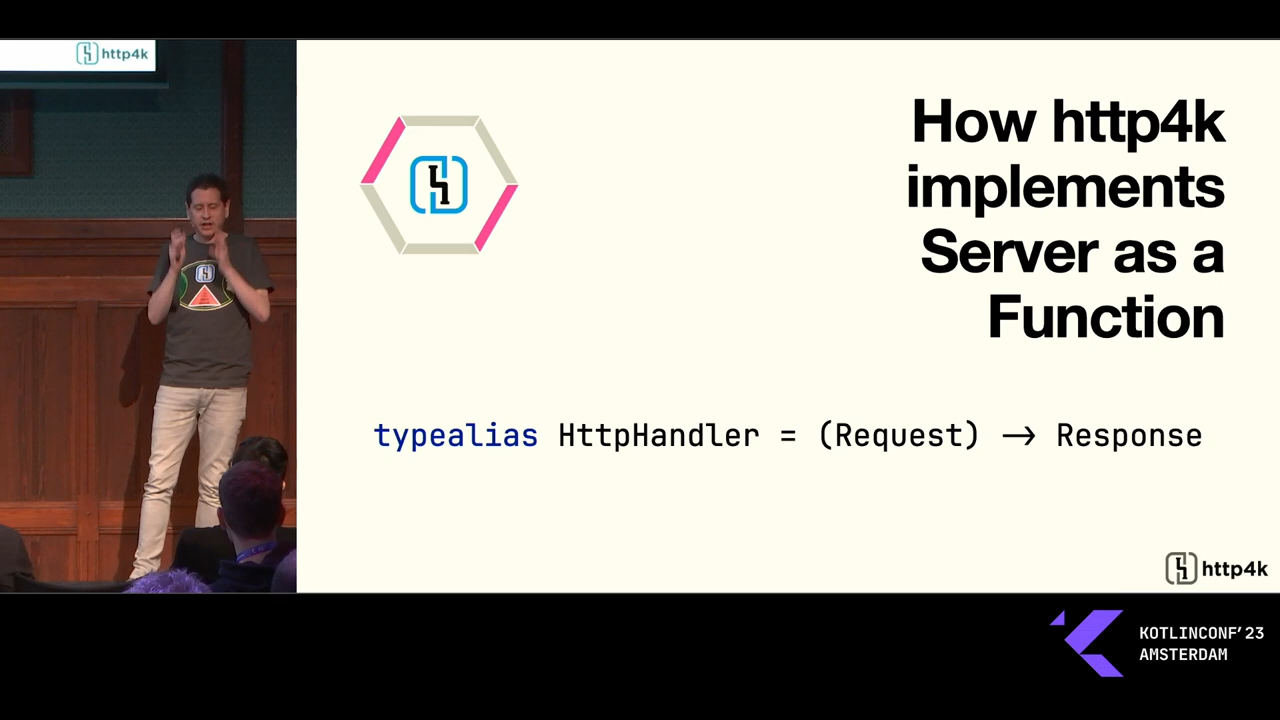 http4k
How http4k
implements
Server as a
Function
typealias HttpHandler = (Request) → Response
http4k
KOTLINCONF'23
AMSTERDAM